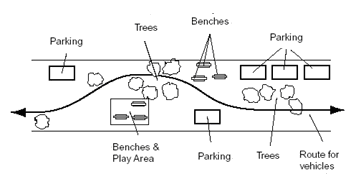 Benches
Parking
Trees
Parking
Benches &
Play Area
Parking
Trees
Route for
vehicles